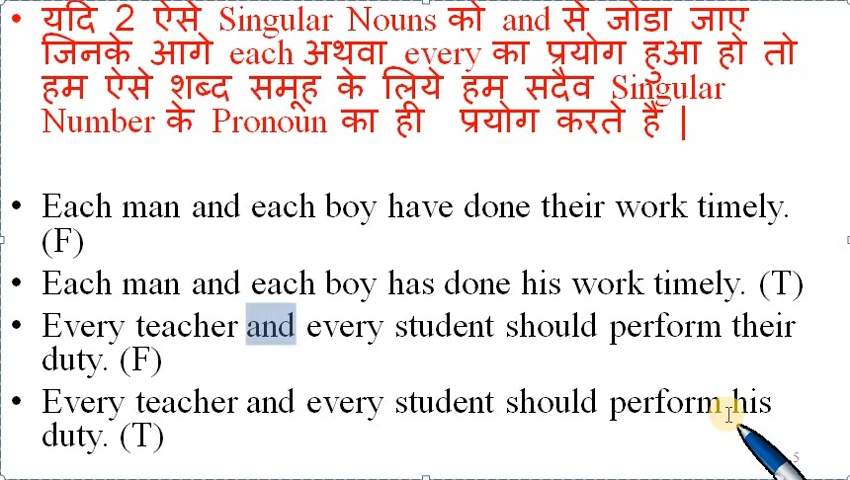 • यदि 2 ऐसे Singular Nouns को and से जोडा जाए
जिनके आगे each अथवा every का प्रयोग हुआ हो तो
हम ऐसे शब्द समूह के लिये हम सदैव Singular
Number के Pronoun का ही प्रयोग करते हैं |
• Each man and each boy have done their work timely.
(F)
• Each man and each boy has done his work timely. (T)
• Every teacher and every student should perform their
duty. (F)
• Every teacher and every student should perform his
duty. (T)
5